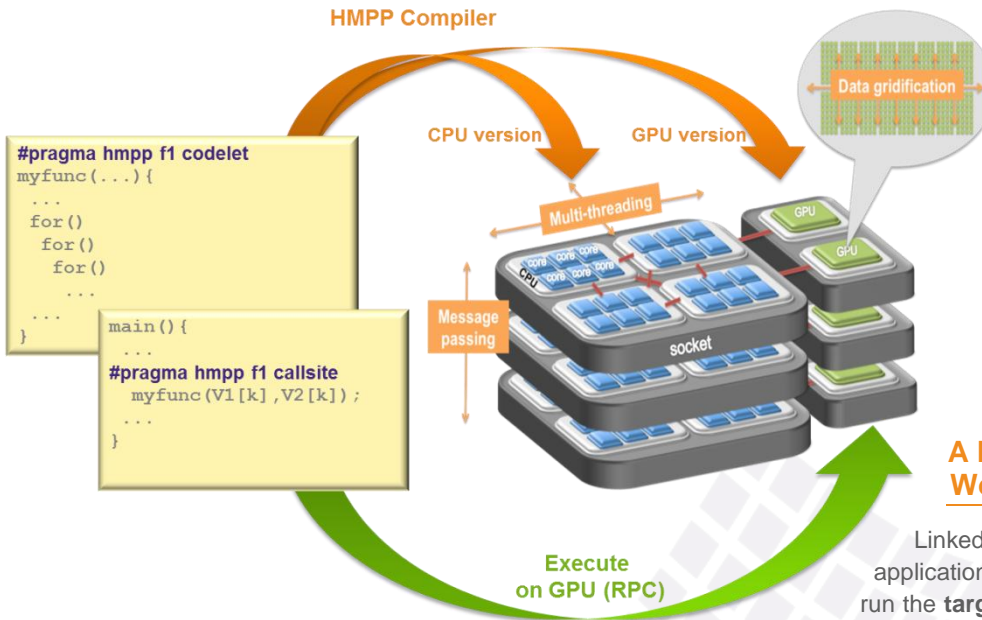 HMPP Compiler
CPU version
GPU version
Data gridification
#pragma hmpp f1 codelet
myfunc(...){
...
for()
for()
for()
...
...
}
main(){
...
#pragma hmpp f1 callsite
myfunc(V1[k],V2[k]);
...
}
Multi-threading
Message
passing
core core
core core core
CPU
socket
GPU
GPU
Execute
on GPU (RPC)
A
Linked
application
run the